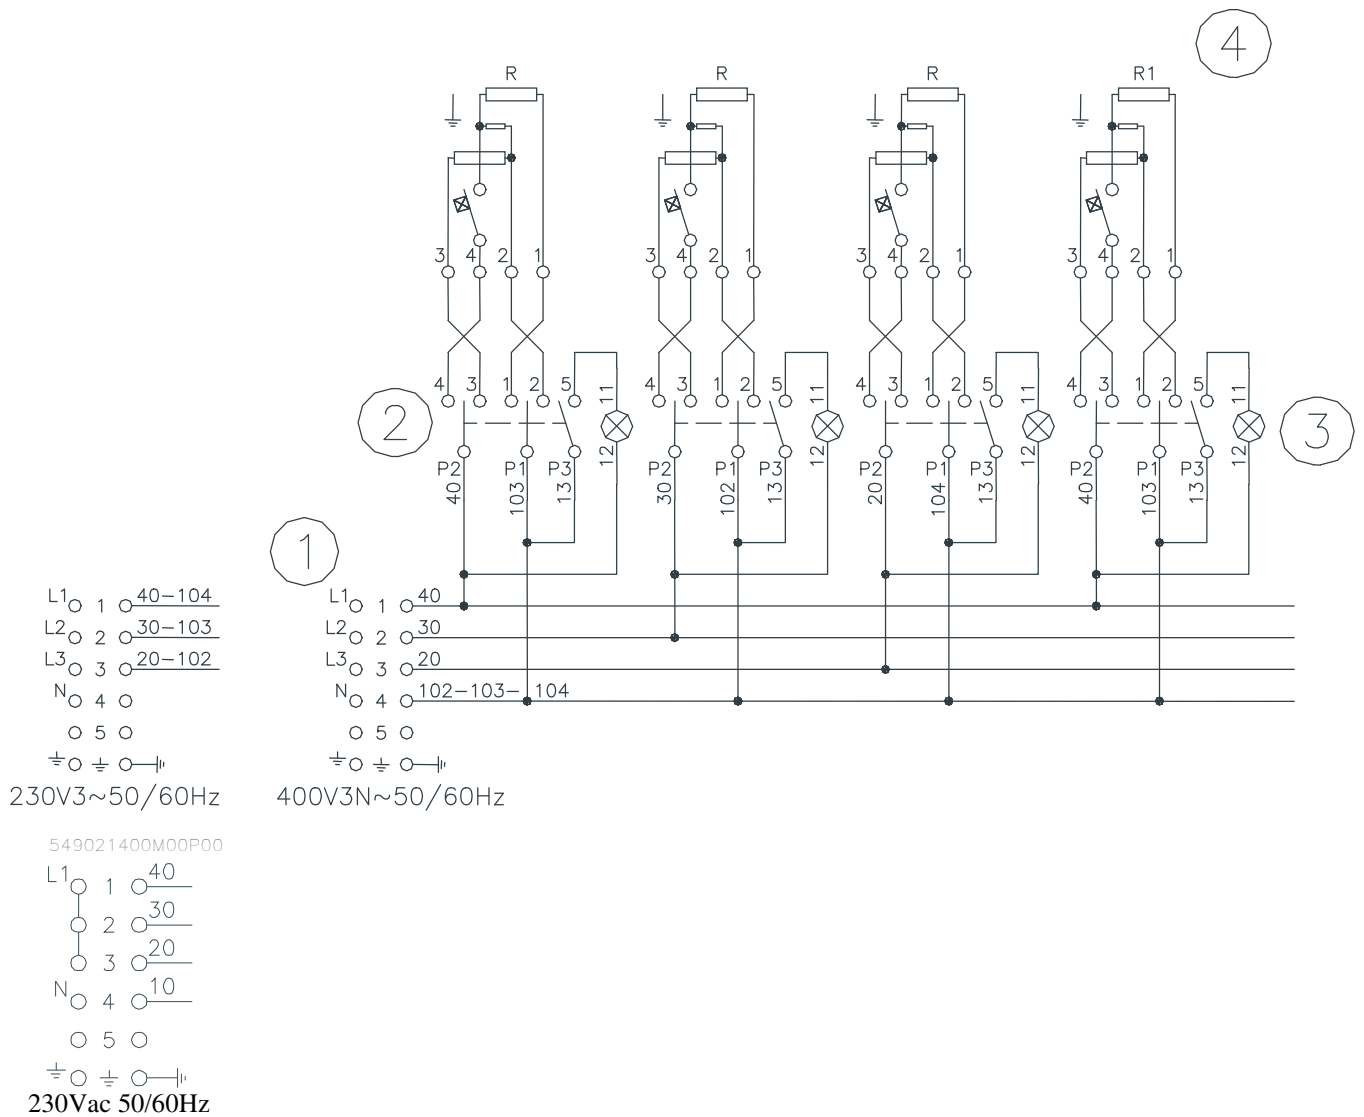 4
R R R R1
3 4 2 1 3 4 2 1 3 4 2 1 3 4 2 1
4 3 1 2 5 11 4 3 1 2 5 11 4 3 1 2 5 11 4 3 1 2 5 11
2 3
P2 P1 P3 12 P2 P1 P3 12 P2 P1 P3 12 P2 P1 P3 12
40 103 13 30 102 13 20 104 13 40 103 13
1
L1 1 40-104 L1 1 40
L2 2 30-103 L2 2 30
L3 3 20-102 L3 3 20
N 4 N 4 102-103-104
5 5
230V3~50/60Hz 400V3N~50/60Hz
549021400M00P00
L1 1 40
2 30
3 20
N 4 10
5
230Vac 50/60Hz